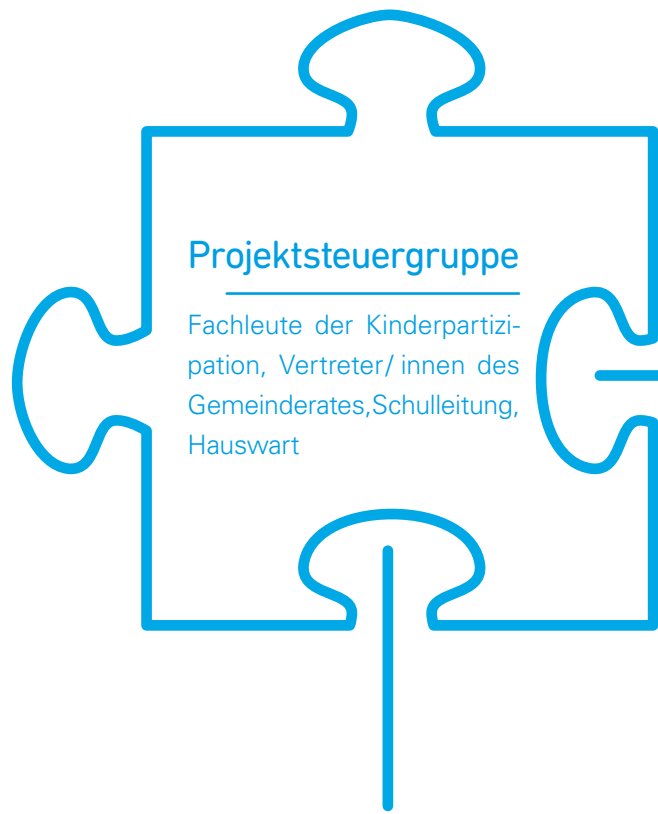 Projektsteuergruppe
Fachleute der Kinderpartizi-
pation, Vertreter/ innen des
Gemeinderates,Schulleitung,
Hauswart